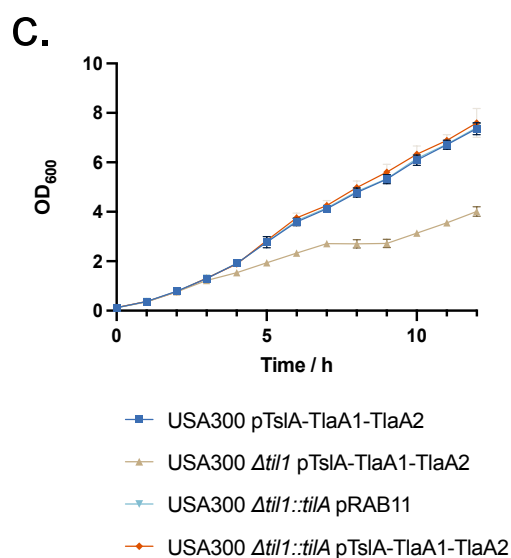 C.
10
8
6
4
2
0
OD600
0 5 10
Time / h
USA300 pTslA-TlaA1-TlaA2
USA300 Δtil1 pTslA-TlaA1-TlaA2
USA300 Δtil1::tilA pRAB11
USA300 Δtil1::tilA pTslA-TlaA1-TlaA2